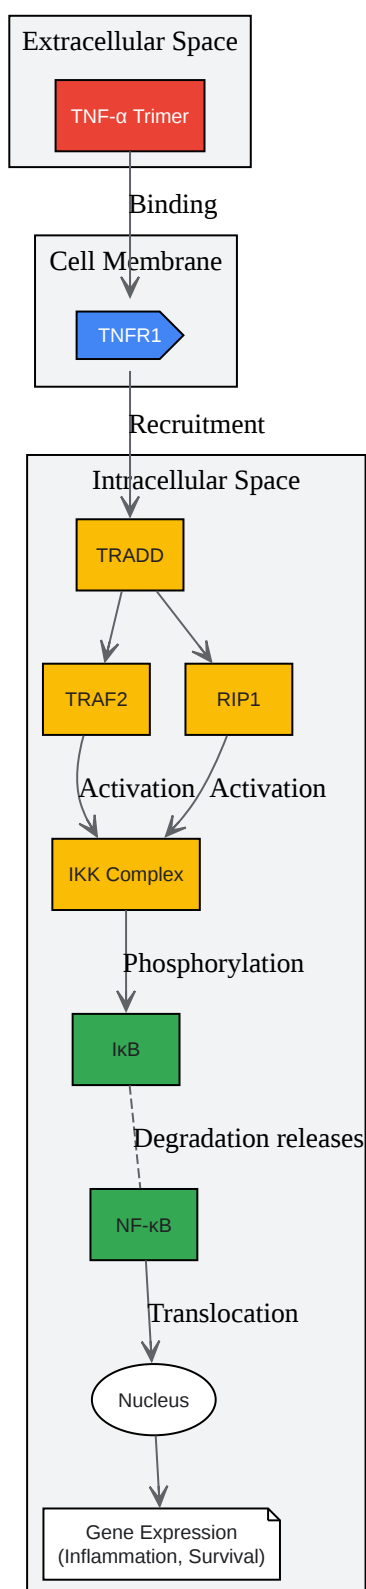 Extracellular Space
TNF-α Trimer
Binding
Cell Membrane
TNFR1
Recruitment
Intracellular Space
TRADD
TRAF2
RIP1
Activation
Activation
IKK Complex
Phosphorylation
IκB
Degradation releases
NF-κB
Translocation
Nucleus
Gene Expression
(Inflammation, Survival)